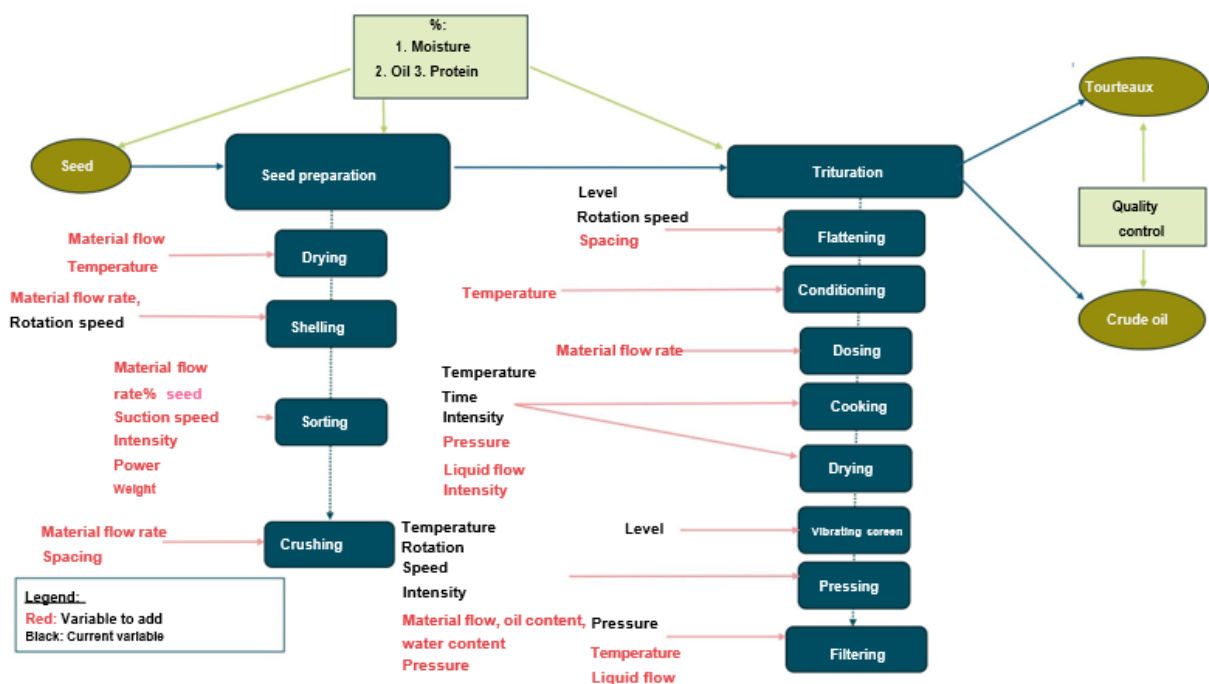 %:
1. Moisture
2. Oil 3. Protein
Tourteaux
Seed
Seed preparation
Trituration
Level
Rotation speed
Spacing
Flattening
Quality
control
Material flow
Temperature
Drying
Temperature
Conditioning
Material flow rate,
Rotation speed
Shelling
Crude oil
Material flow rate
Dosing
Material flow
rate% seed
Suction speed
Intensity
Power
Weight
Sorting
Temperature
Time
Intensity
Pressure
Liquid flow
Intensity
Cooking
Drying
Material flow rate
Spacing
Crushing
Level
Vibrating screen
Temperature
Rotation
Speed
Intensity
Material flow, oil content,
water content
Pressure
Pressing
Pressure
Temperature
Liquid flow
Filtering
Legend:
Red: Variable to add
Black: Current variable